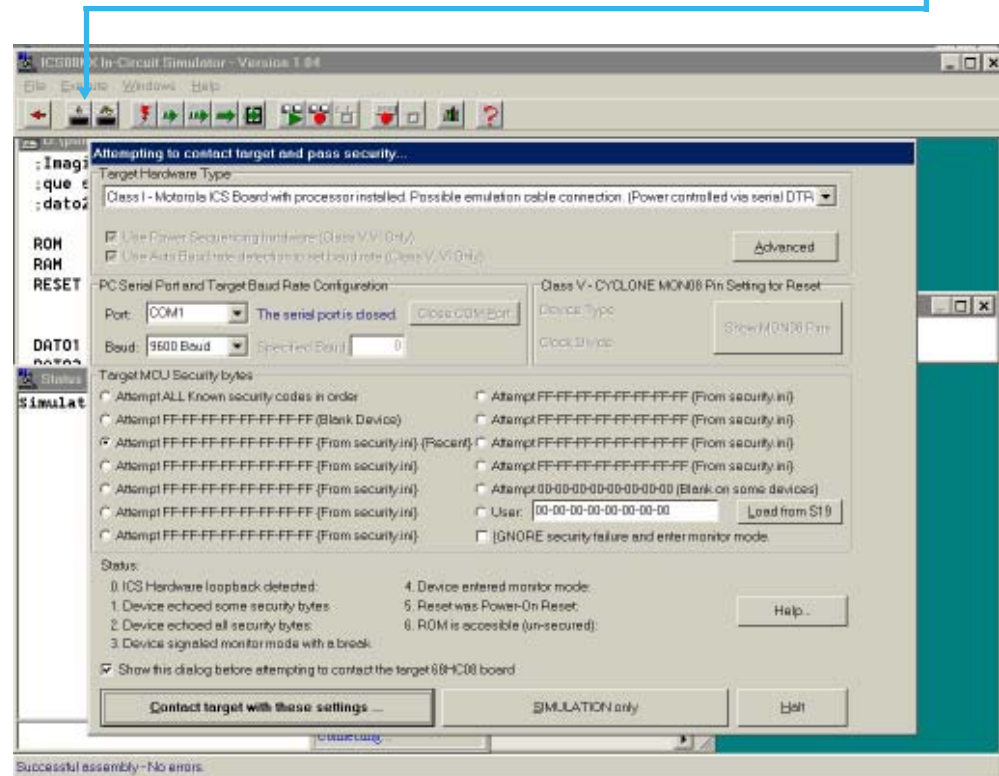 In-Circuit Simulator - Version 1.04
File Execute Windows Help
;Imagi
;que
;dato2
ROM
RAM
RESET
DATO1
Status
Simulat
Attempting to contact target and pass security...
Target Hardware Type
Class I - Motorola ICS Board with processor installed. Possible emulation cable connection. (Power controlled via serial DTR
Use Power Sequencing hardware (Class V,VI Only)
Use Auto Baud rate detection to set baud rate (Class V, VI Only)
Advanced
PC Serial Port and Target Baud Rate Configuration
Port: COM1 The serial port is closed. Close COM Port
Baud: 9600 Baud Specified Baud 0
Class V - CYCLONE MON08 Pin Setting for Reset
Device Type
Clock Divide
Show MON08 Pins
Target MCU Security bytes
Attempt ALL Known security codes in order
Attempt FF-FF-FF-FF-FF-FF-FF-FF (Blank Device)
Attempt FF-FF-FF-FF-FF-FF-FF-FF {From security.ini} {Recent}
Attempt FF-FF-FF-FF-FF-FF-FF-FF {From security.ini}
Attempt FF-FF-FF-FF-FF-FF-FF-FF {From security.ini}
Attempt FF-FF-FF-FF-FF-FF-FF-FF {From security.ini}
Attempt FF-FF-FF-FF-FF-FF-FF-FF {From security.ini}
Attempt FF-FF-FF-FF-FF-FF-FF-FF {From security.ini}
Attempt FF-FF-FF-FF-FF-FF-FF-FF {From security.ini}
Attempt FF-FF-FF-FF-FF-FF-FF-FF {From security.ini}
Attempt FF-FF-FF-FF-FF-FF-FF-FF {From security.ini}
Attempt 00-00-00-00-00-00-00-00 (Blank on some devices)
User: 00-00-00-00-00-00-00-00 Load from S19
IGNORE security failure and enter monitor mode.
Status:
0. ICS Hardware loopback detected:
1. Device echoed some security bytes
2. Device echoed all security bytes:
3. Device signaled monitor mode with a break
4. Device entered monitor mode:
5. Reset was Power-On Reset:
6. ROM is accesible (un-secured):
Help..
Show this dialog before attempting to contact the target 68HC08 board
Contact target with these settings ...
SIMULATION only
Halt
Successful assembly - No errors.